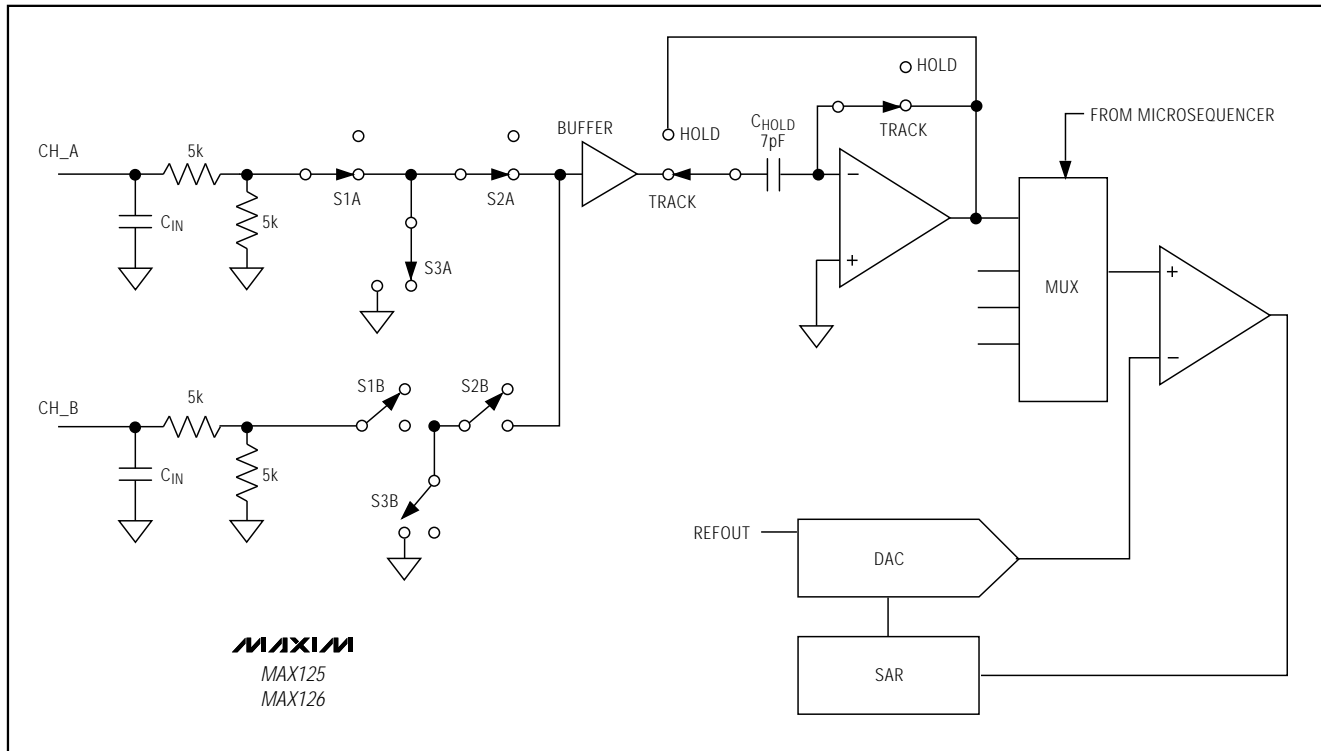 HOLD
BUFFER
HOLD
C_HOLD
7pF
TRACK
FROM MICROSEQUENCER
CH_A
5k
S1A
S2A
TRACK
C_IN
5k
S3A
−
+
MUX
+
−
CH_B
5k
S1B
S2B
C_IN
5k
S3B
REFOUT
DAC
MAXIM
MAX125
MAX126
SAR